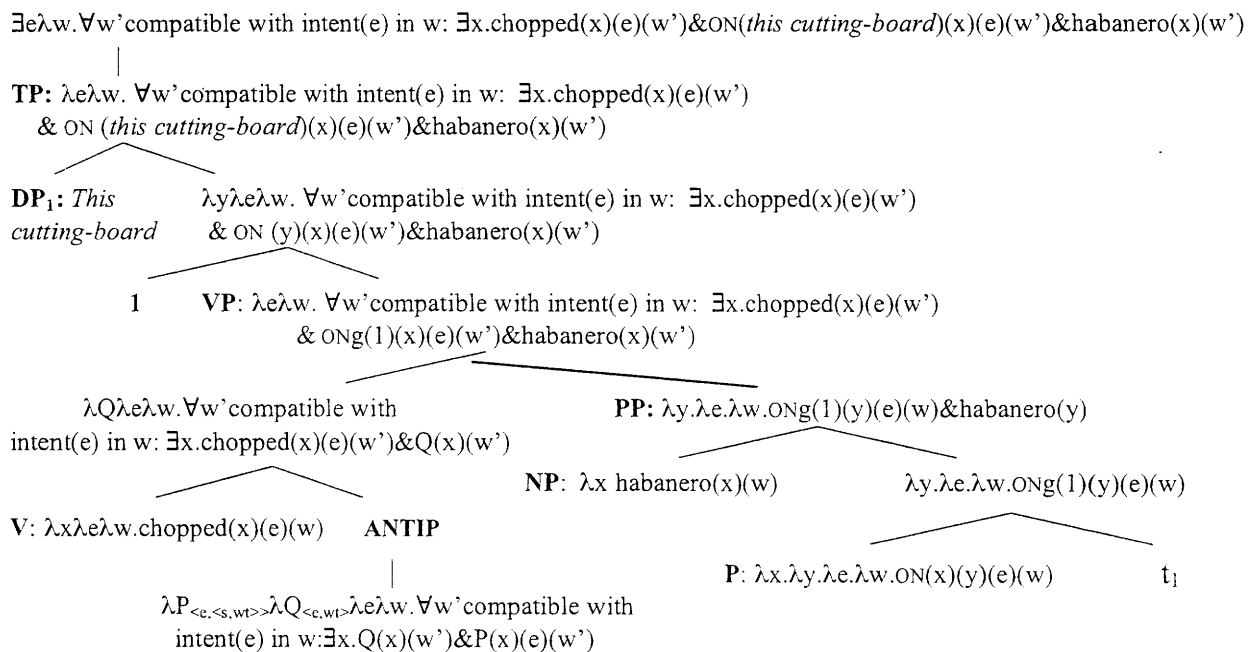 ∃eλw.∀w’compatible with intent(e) in w: ∃x.chopped(x)(e)(w’)&ON(this cutting-board)(x)(e)(w’)&habanero(x)(w’)
TP: λeλw. ∀w’compatible with intent(e) in w: ∃x.chopped(x)(e)(w’)
& ON (this cutting-board)(x)(e)(w’)&habanero(x)(w’)
DP₁: This λyλeλw. ∀w’compatible with intent(e) in w: ∃x.chopped(x)(e)(w’)
cutting-board & ON (y)(x)(e)(w’)&habanero(x)(w’)
1 VP: λeλw. ∀w’compatible with intent(e) in w: ∃x.chopped(x)(e)(w’)
& ONg(1)(x)(e)(w’)&habanero(x)(w’)
λQλeλw.∀w’compatible with PP: λy.λe.λw.ONg(1)(y)(e)(w)&habanero(y)
intent(e) in w: ∃x.chopped(x)(e)(w’)&Q(x)(w’)
NP: λx habanero(x)(w) λy.λe.λw.ONg(1)(y)(e)(w)
V: λxλeλw.chopped(x)(e)(w) ANTIP
P: λx.λy.λe.λw.ON(x)(y)(e)(w) t₁
λP<e,<s,wt>>λQ<e,wt>λeλw.∀w’compatible with
intent(e) in w:∃x.Q(x)(w’)&P(x)(e)(w’)